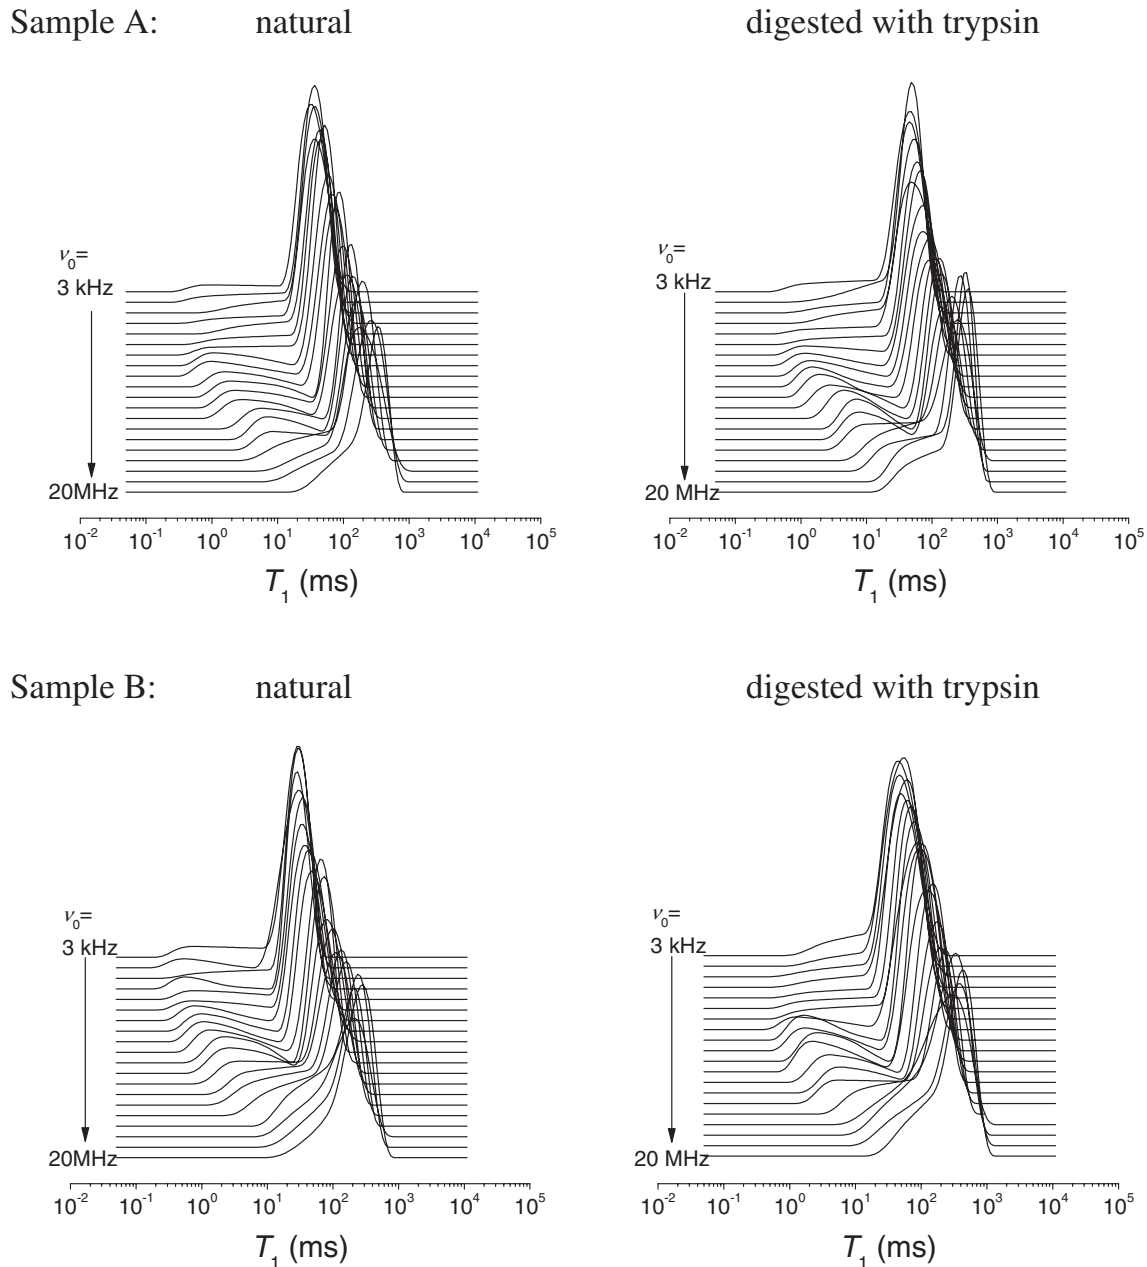 Sample A: natural digested with trypsin
ν₀=
3 kHz
20MHz
10⁻² 10⁻¹ 10⁰ 10¹ 10² 10³ 10⁴ 10⁵
T₁ (ms)
ν₀=
3 kHz
20 MHz
10⁻² 10⁻¹ 10⁰ 10¹ 10² 10³ 10⁴ 10⁵
T₁ (ms)
Sample B: natural digested with trypsin
ν₀=
3 kHz
20MHz
10⁻² 10⁻¹ 10⁰ 10¹ 10² 10³ 10⁴ 10⁵
T₁ (ms)
ν₀=
3 kHz
20 MHz
10⁻² 10⁻¹ 10⁰ 10¹ 10² 10³ 10⁴ 10⁵
T₁ (ms)